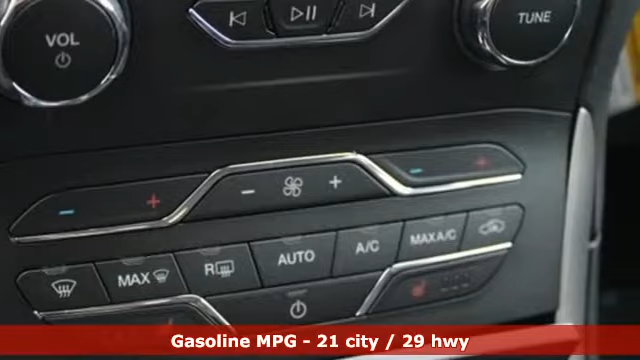 VOL
TUNE
AUTO
A/C
MAX A/C
MAX
R
Gasoline MPG - 21 city / 29 hwy